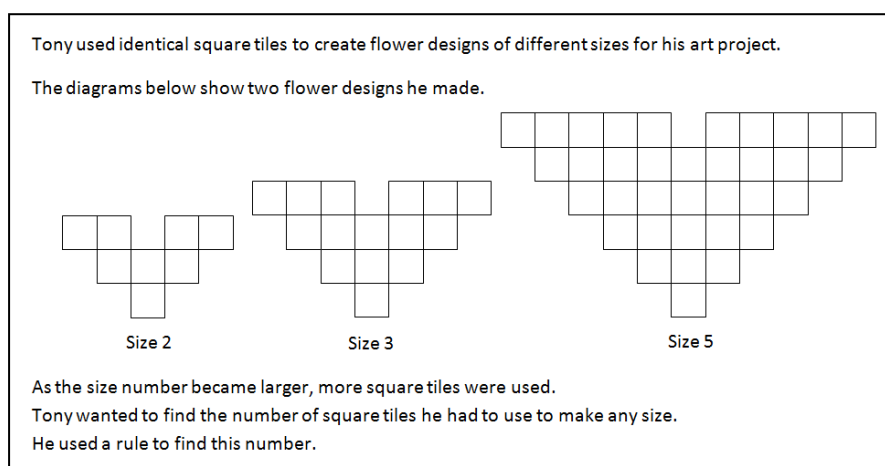 Tony used identical square tiles to create flower designs of different sizes for his art project.
The diagrams below show two flower designs he made.
Size 2
Size 3
Size 5
As the size number became larger, more square tiles were used.
Tony wanted to find the number of square tiles he had to use to make any size.
He used a rule to find this number.